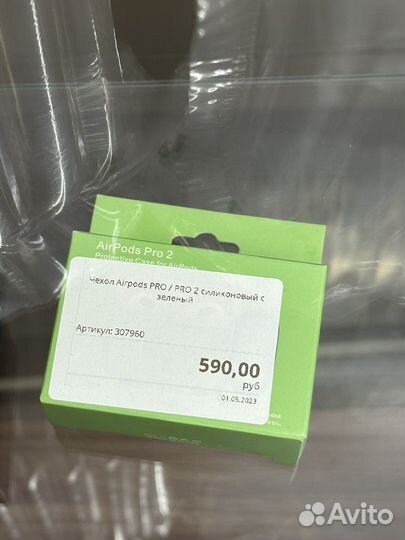 AirPods Pro 2
Protective Case for AirPods
Чехол Airpods PRO / PRO 2 силиконовый с
зеленый
Артикул: 307960
590,00
руб
01.05.2023
Avito